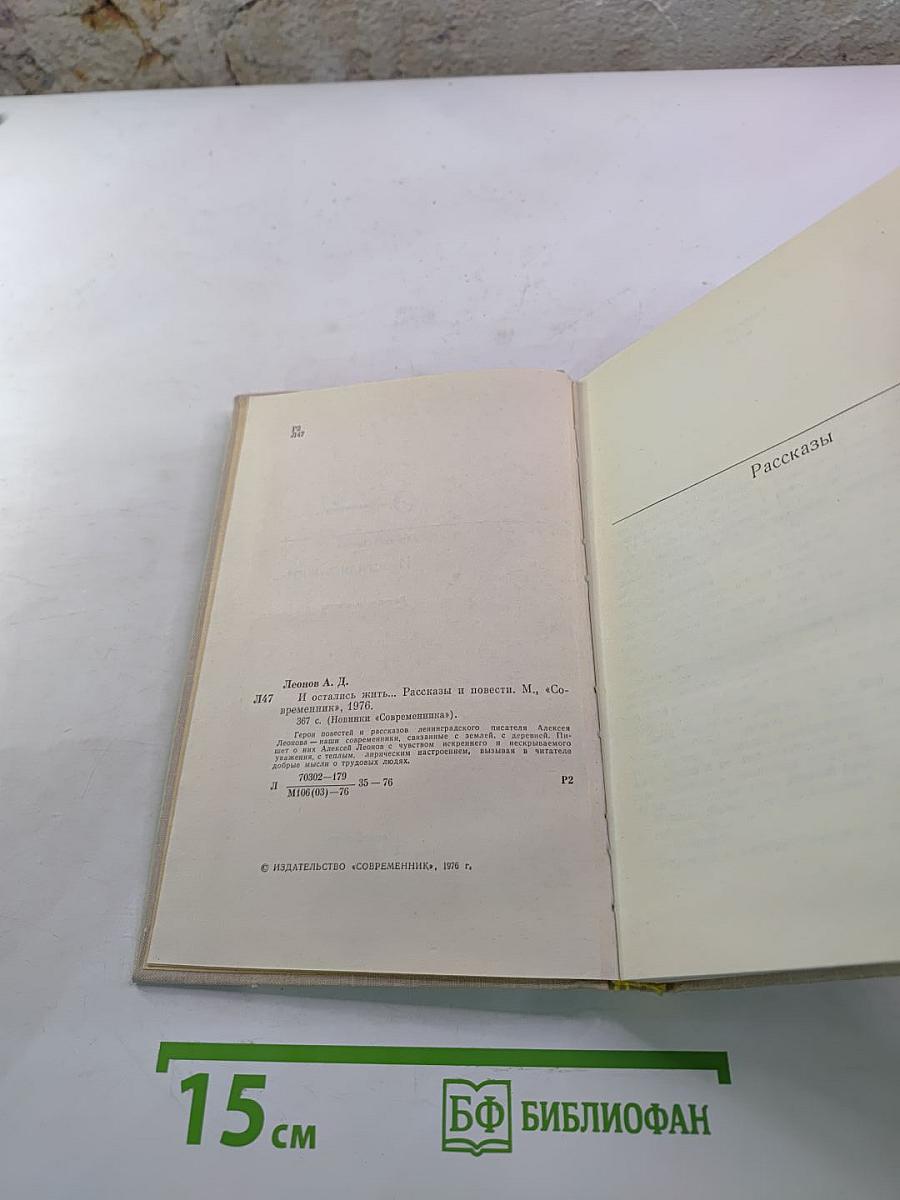 Р2
Л47
Леонов А. Д.
Л47 И остались жить... Рассказы и повести. М., «Со-
временник», 1976.
367 с. (Новинки «Современника»).
Герои повестей и рассказов ленинградского писателя Алексея
Леонова — наши современники, связанные с землей, с деревней. Пи-
шет о них Алексей Леонов с чувством искреннего и нескрываемого
уважения, с теплым, лирическим настроением, вызывая в читателе
добрые мысли о трудовых людях.
70302—179
Л 35 — 76 Р2
М106(03)—76
© ИЗДАТЕЛЬСТВО «СОВРЕМЕННИК», 1976 г.
Рассказы
15 см
БФ БИБЛИОФАН